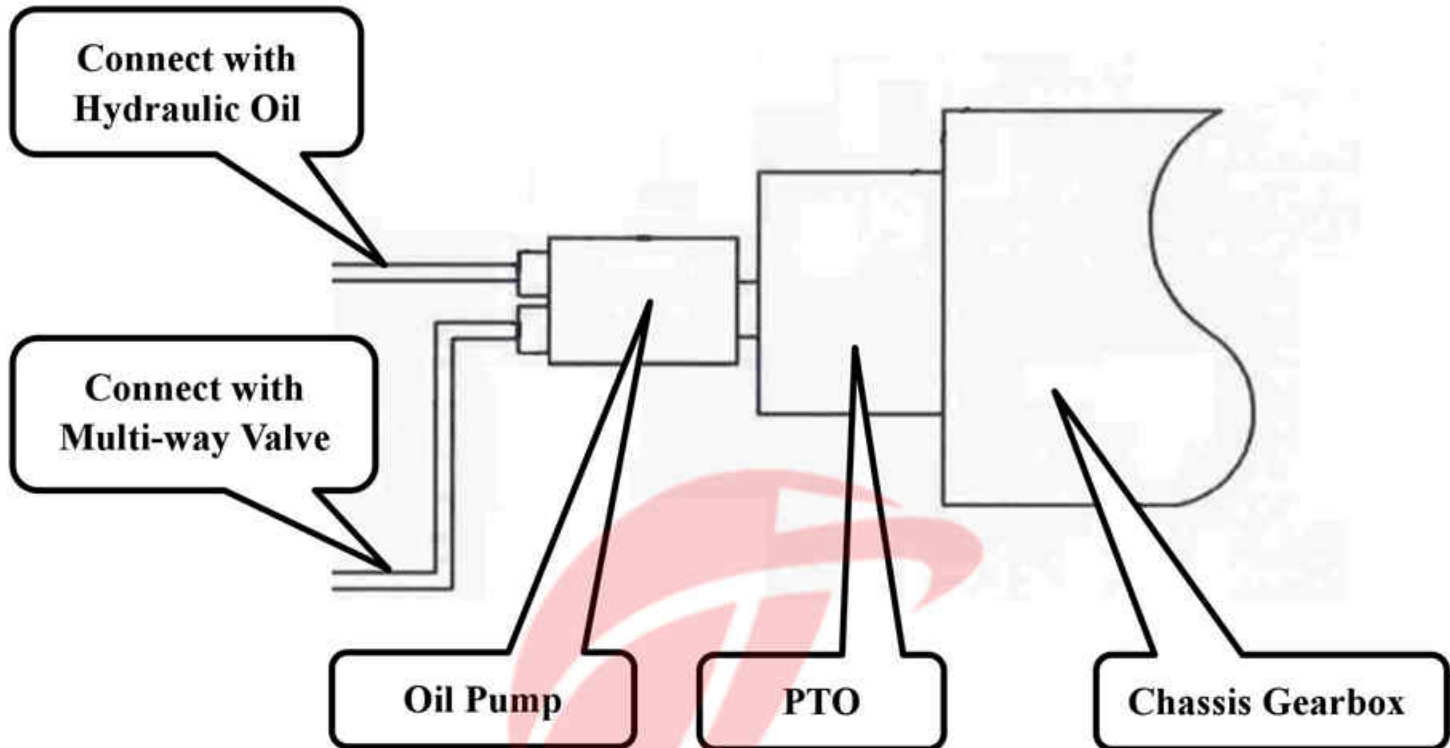 Connect with
Hydraulic Oil
Connect with
Multi-way Valve
Oil Pump
PTO
Chassis Gearbox